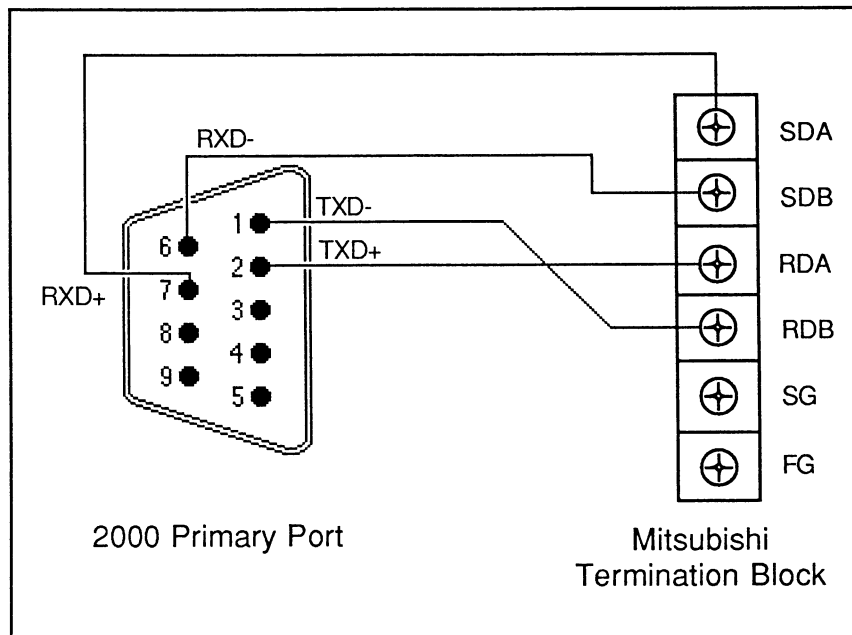 SDA
RXD-
SDB
1 TXD-
6
2 TXD+
RDA
7
RXD+
3
8
RDB
4
9
5
SG
FG
2000 Primary Port
Mitsubishi
Termination Block